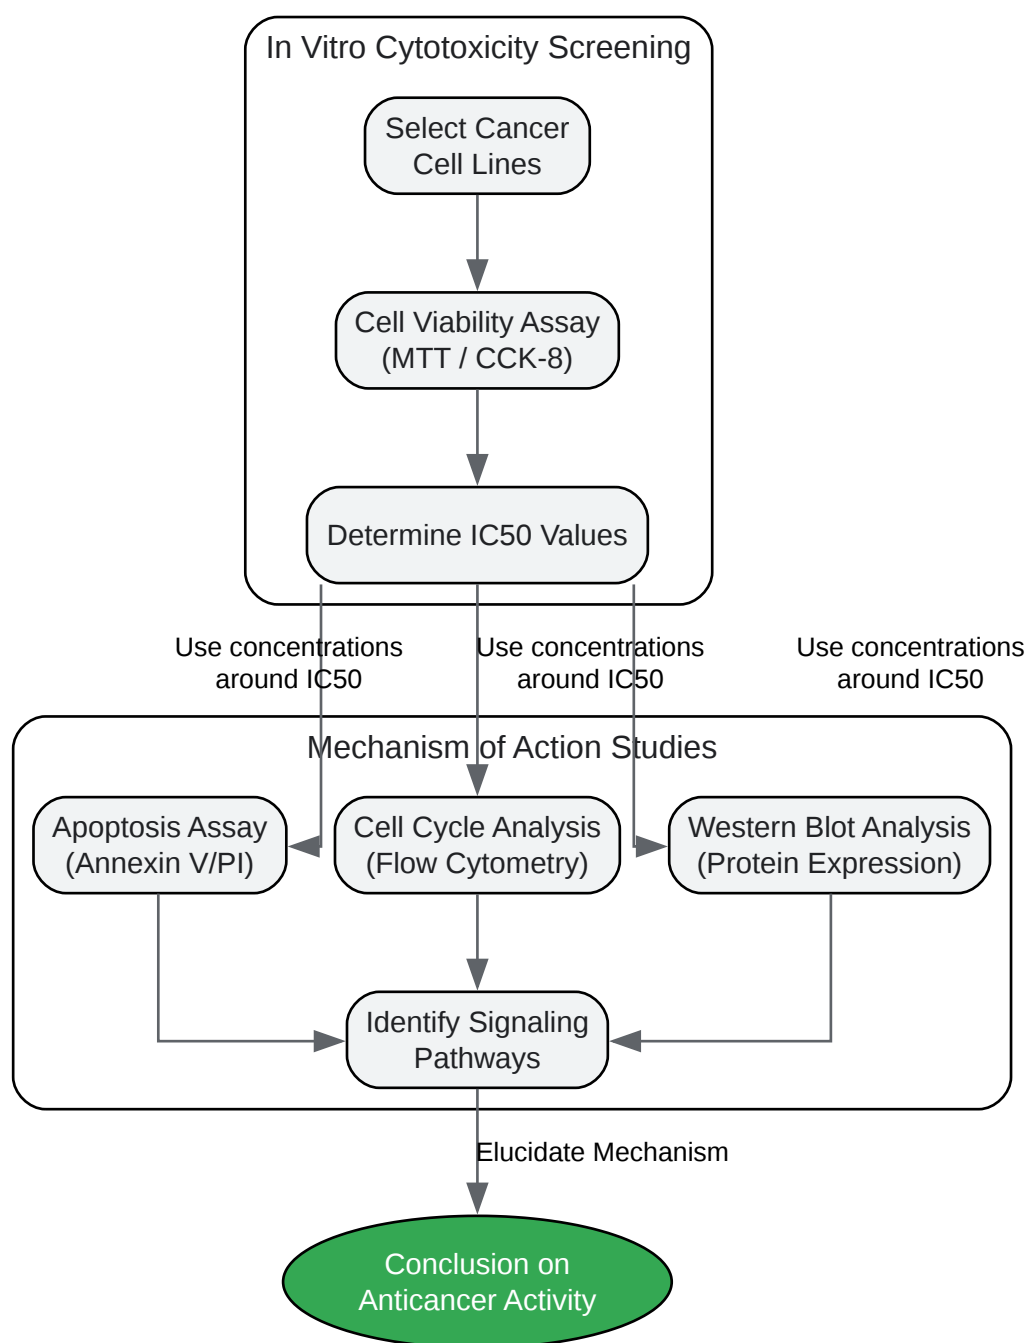 In Vitro Cytotoxicity Screening
Select Cancer
Cell Lines
Cell Viability Assay
(MTT / CCK-8)
Determine IC50 Values
Use concentrations
around IC50
Use concentrations
around IC50
Use concentrations
around IC50
Mechanism of Action Studies
Apoptosis Assay
(Annexin V/PI)
Cell Cycle Analysis
(Flow Cytometry)
Western Blot Analysis
(Protein Expression)
Identify Signaling
Pathways
Elucidate Mechanism
Conclusion on
Anticancer Activity